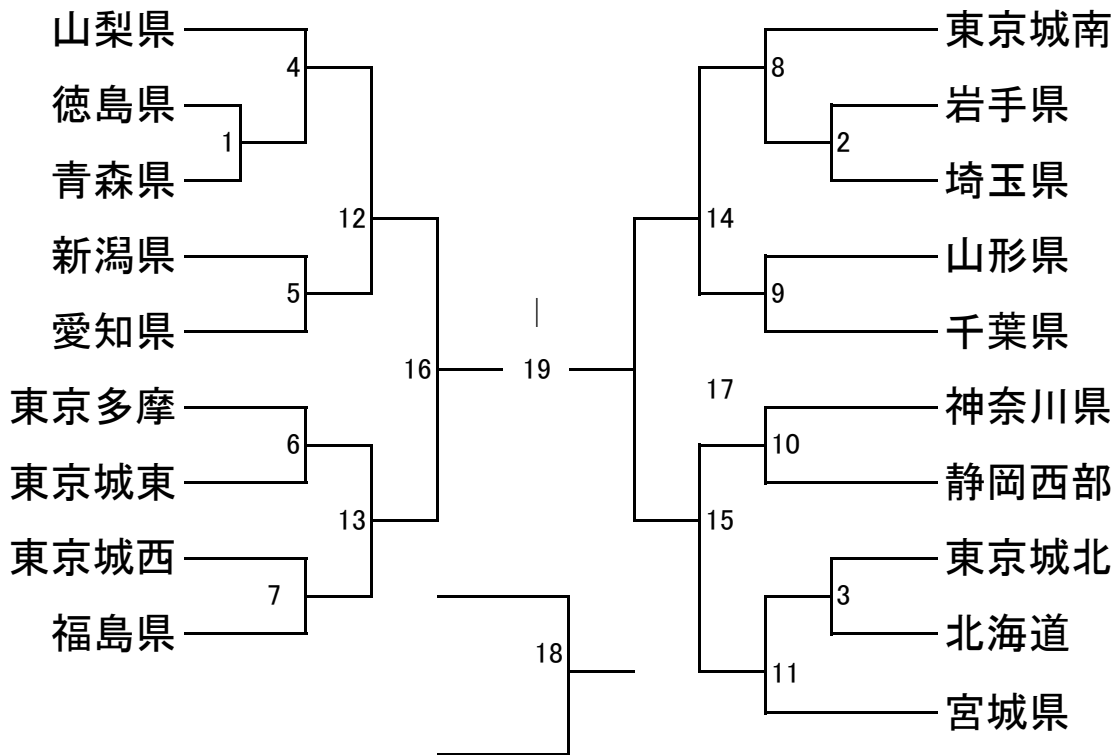 山梨県
4
徳島県
1
青森県
12
新潟県
5
愛知県
16
東京多摩
6
東京城東
13
東京城西
7
福島県
18
19
東京城南
8
岩手県
2
埼玉県
14
山形県
9
千葉県
17
神奈川県
10
静岡西部
15
東京城北
3
北海道
11
宮城県